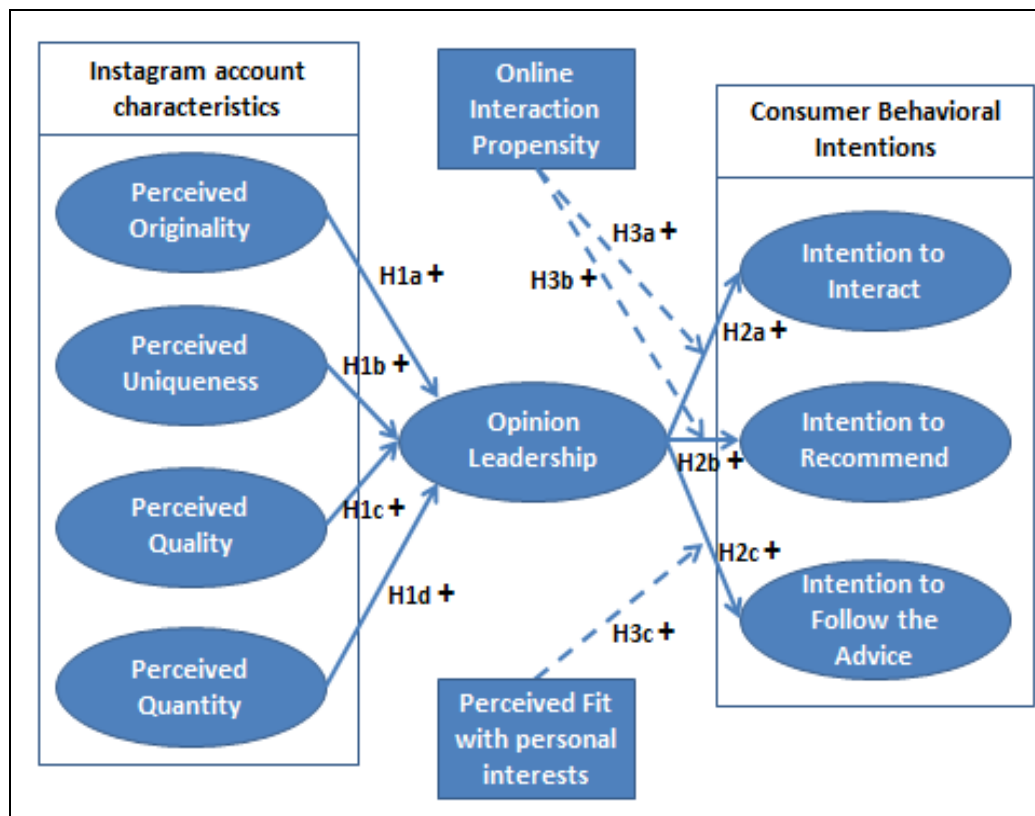 Instagram account
characteristics
Perceived
Originality
Perceived
Uniqueness
Perceived
Quality
Perceived
Quantity
H1a +
H1b +
H1c +
H1d +
Online
Interaction
Propensity
Opinion
Leadership
Perceived Fit
with personal
interests
H3a +
H3b +
H3c +
H2a +
H2b +
H2c +
Consumer Behavioral
Intentions
Intention to
Interact
Intention to
Recommend
Intention to
Follow the
Advice